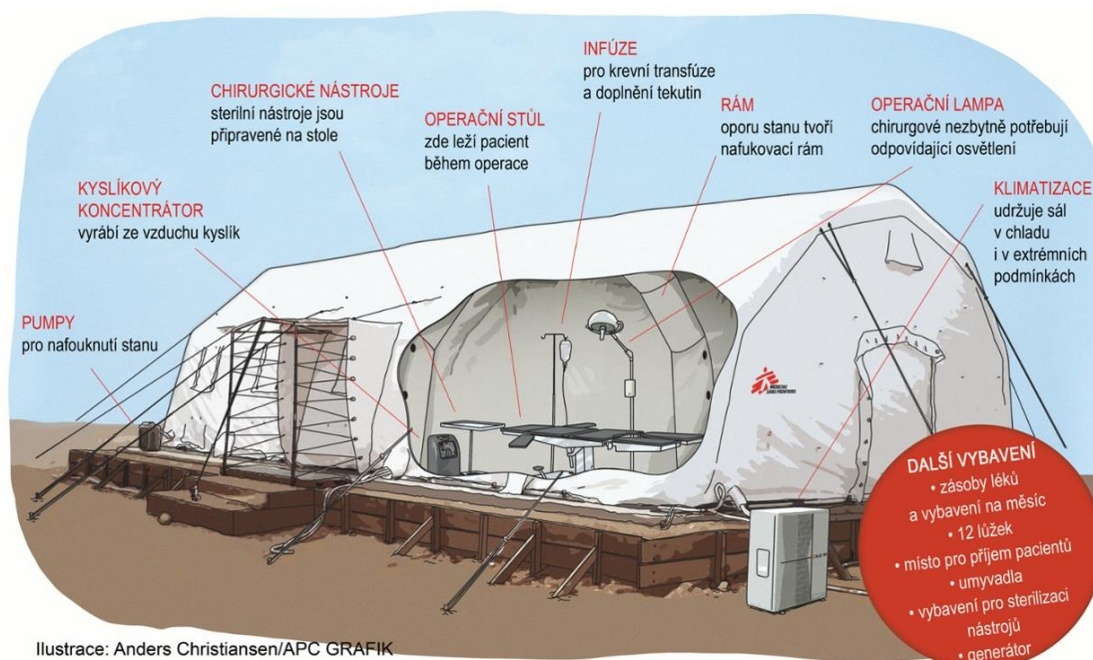 INFÚZE
pro krevní transfúze
a doplnění tekutin
CHIRURGICKÉ NÁSTROJE
sterilní nástroje jsou
připravené na stole
OPERAČNÍ STŮL
zde leží pacient
během operace
RÁM
oporu stanu tvoří
nafukovací rám
OPERAČNÍ LAMPA
chirurgové nezbytně potřebují
odpovídající osvětlení
KYSLÍKOVÝ
KONCENTRÁTOR
vyrábí ze vzduchu kyslík
KLIMATIZACE
udržuje sál
v chladu
i v extrémních
podmínkách
PUMPY
pro nafouknutí stanu
MEDECINS
SANS FRONTIERES
DALŠÍ VYBAVENÍ
• zásoby léků
a vybavení na měsíc
• 12 lůžek
• místo pro příjem pacientů
• umyvadla
• vybavení pro sterilizaci
nástrojů
• generátor
Ilustrace: Anders Christiansen/APC GRAFIK